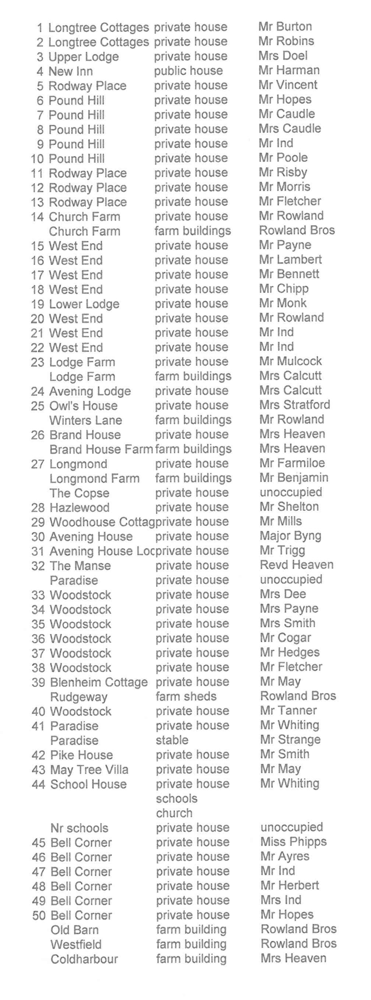 1 Longtree Cottages private house Mr Burton
2 Longtree Cottages private house Mr Robins
3 Upper Lodge private house Mrs Doel
4 New Inn public house Mr Harman
5 Rodway Place private house Mr Vincent
6 Pound Hill private house Mr Hopes
7 Pound Hill private house Mr Caudle
8 Pound Hill private house Mrs Caudle
9 Pound Hill private house Mr Ind
10 Pound Hill private house Mr Poole
11 Rodway Place private house Mr Risby
12 Rodway Place private house Mr Morris
13 Rodway Place private house Mr Fletcher
14 Church Farm private house Mr Rowland
Church Farm farm buildings Rowland Bros
15 West End private house Mr Payne
16 West End private house Mr Lambert
17 West End private house Mr Bennett
18 West End private house Mr Chipp
19 Lower Lodge private house Mr Monk
20 West End private house Mr Rowland
21 West End private house Mr Ind
22 West End private house Mr Ind
23 Lodge Farm private house Mr Mulcock
Lodge Farm farm buildings Mrs Calcutt
24 Avening Lodge private house Mrs Calcutt
25 Owl's House private house Mrs Stratford
Winters Lane farm buildings Mr Rowland
26 Brand House private house Mrs Heaven
Brand House Farm farm buildings Mrs Heaven
27 Longmond private house Mr Farmiloe
Longmond Farm farm buildings Mr Benjamin
The Copse private house unoccupied
28 Hazlewood private house Mr Shelton
29 Woodhouse Cottag private house Mr Mills
30 Avening House private house Major Byng
31 Avening House Loc private house Mr Trigg
32 The Manse private house Revd Heaven
Paradise private house unoccupied
33 Woodstock private house Mrs Dee
34 Woodstock private house Mrs Payne
35 Woodstock private house Mrs Smith
36 Woodstock private house Mr Cogar
37 Woodstock private house Mr Hedges
38 Woodstock private house Mr Fletcher
39 Blenheim Cottage private house Mr May
Rudgeway farm sheds Rowland Bros
40 Woodstock private house Mr Tanner
41 Paradise private house Mr Whiting
Paradise stable Mr Strange
42 Pike House private house Mr Smith
43 May Tree Villa private house Mr May
44 School House private house Mr Whiting
schools
church
Nr schools private house unoccupied
45 Bell Corner private house Miss Phipps
46 Bell Corner private house Mr Ayres
47 Bell Corner private house Mr Ind
48 Bell Corner private house Mr Herbert
49 Bell Corner private house Mrs Ind
50 Bell Corner private house Mr Hopes
Old Barn farm building Rowland Bros
Westfield farm building Rowland Bros
Coldharbour farm building Mrs Heaven